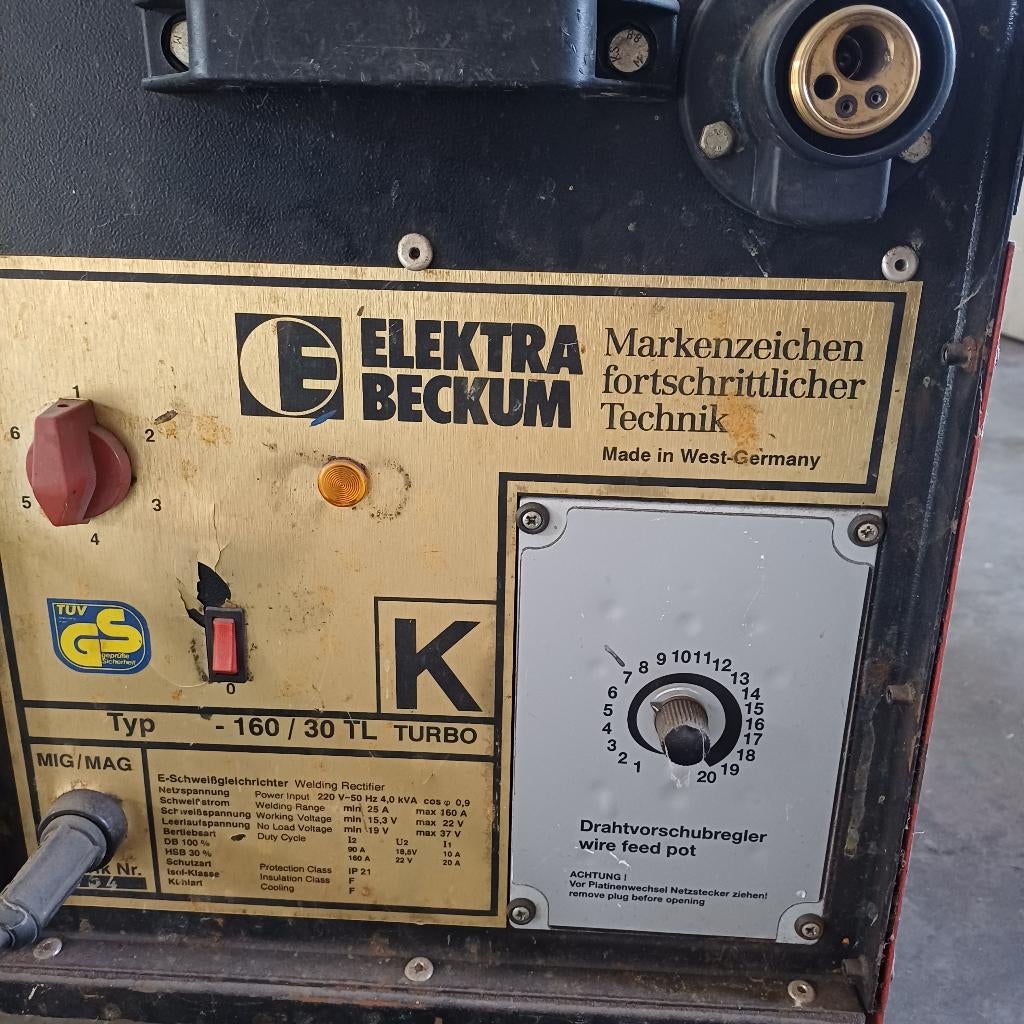 ELEKTRA
BECKUM
Markenzeichen
fortschrittlicher
Technik
Made in West-Germany
1
2
3
4
5
6
TÜV
GS
geprüfte
Sicherheit
0
K
Typ - 160 / 30 TL TURBO
MIG/MAG
E-Schweißgleichrichter Welding Rectifier
Netzspannung Power Input 220 V~50 Hz 4,0 kVA cos φ 0,9
Schweißstrom Welding Range min 25 A max 160 A
Schweißspannung Working Voltage min 15,3 V max 22 V
Leerlaufspannung No Load Voltage min 19 V max 37 V
Betriebsart Duty Cycle I2 U2 I1
DB 100 % 90 A 18,5V 10 A
HSB 30 % 160 A 22 V 20 A
Schutzart Protection Class IP 21
Isol-Klasse Insulation Class F
Kühlart Cooling F
Nr.
54
1 2 3 4 5 6 7 8 9 10 11 12 13 14 15 16 17 18 19 20
Drahtvorschubregler
wire feed pot
ACHTUNG !
Vor Platinenwechsel Netzstecker ziehen!
remove plug before opening